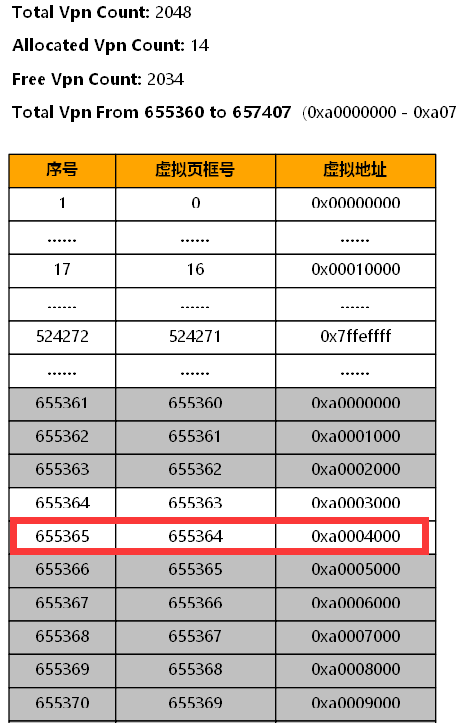 Total Vpn Count: 2048
Allocated Vpn Count: 14
Free Vpn Count: 2034
Total Vpn From 655360 to 657407 (0xa0000000 - 0xa07
序号 虚拟页框号 虚拟地址
1 0 0x00000000
...... ...... ......
17 16 0x00010000
...... ...... ......
524272 524271 0x7ffeffff
...... ...... ......
655361 655360 0xa0000000
655362 655361 0xa0001000
655363 655362 0xa0002000
655364 655363 0xa0003000
655365 655364 0xa0004000
655366 655365 0xa0005000
655367 655366 0xa0006000
655368 655367 0xa0007000
655369 655368 0xa0008000
655370 655369 0xa0009000